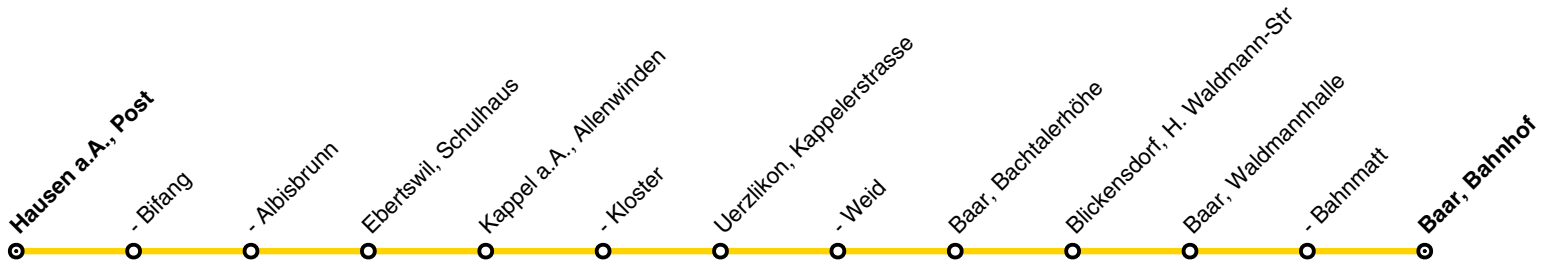 Hausen a.A., Post
- Bifang
- Albisbrunn
Ebertswil, Schulhaus
Kappel a.A., Allenwinden
- Kloster
Uerzlikon, Kappelerstrasse
- Weid
Baar, Bachtalerhöhe
Blickensdorf, H. Waldmann-Str
Baar, Waldmannhalle
- Bahnmatt
Baar, Bahnhof